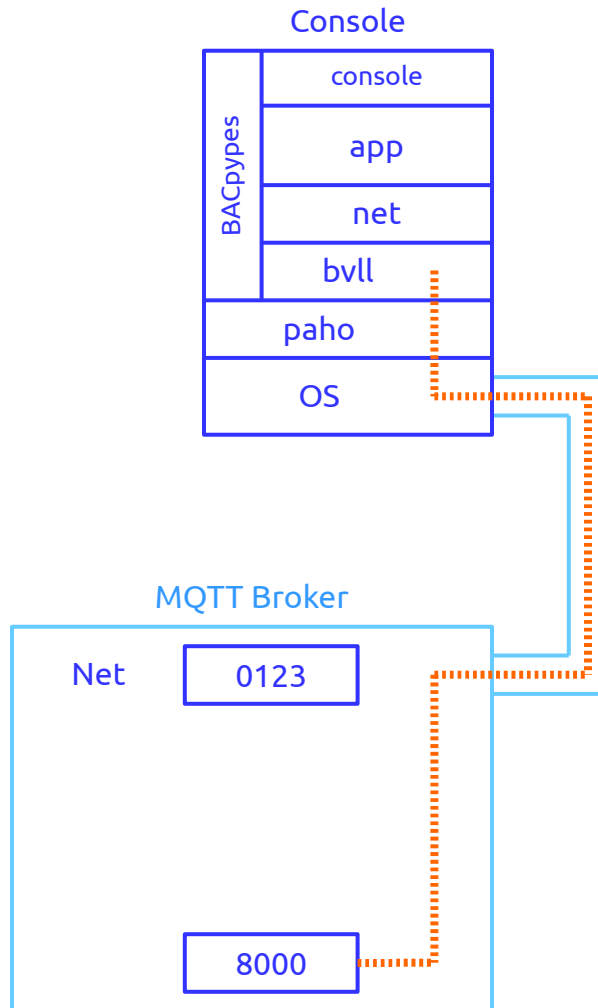 Console
BACpypes
console
app
net
bvll
paho
OS
MQTT Broker
Net
0123
8000